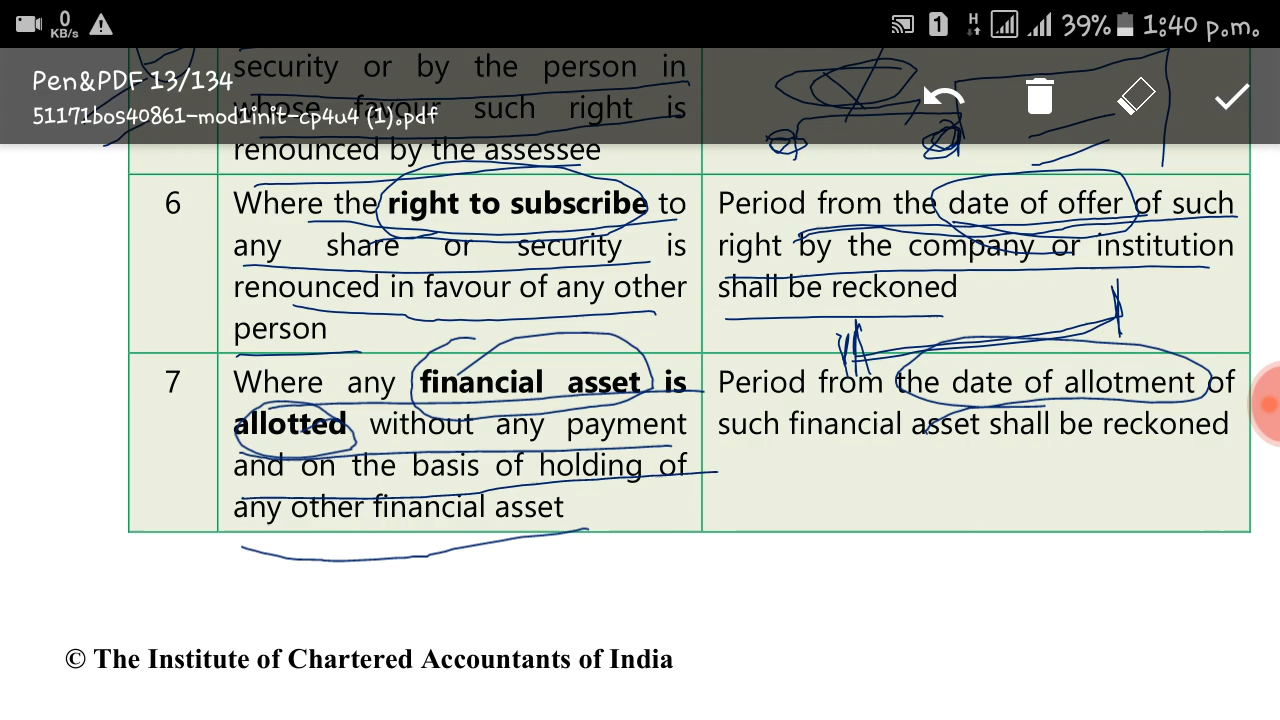 0
KB/s
1
H
39%
1:40 p.m.
Pen&PDF 13/134
51171bos40861-mod1init-cp4u4 (1).pdf
security or by the person in
whose favour such right is
renounced by the assessee
6
Where the right to subscribe to
any share or security is
renounced in favour of any other
person
Period from the date of offer of such
right by the company or institution
shall be reckoned
7
Where any financial asset is
allotted without any payment
and on the basis of holding of
any other financial asset
Period from the date of allotment of
such financial asset shall be reckoned
© The Institute of Chartered Accountants of India